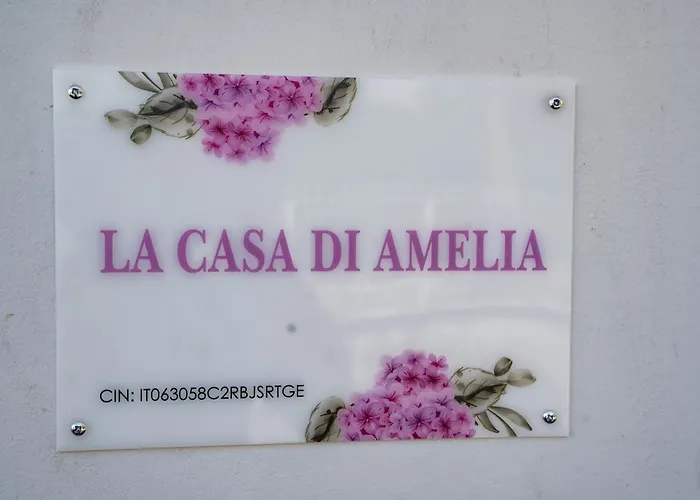 LA CASA DI AMELIA
CIN: IT063058C2RBJSRTGE